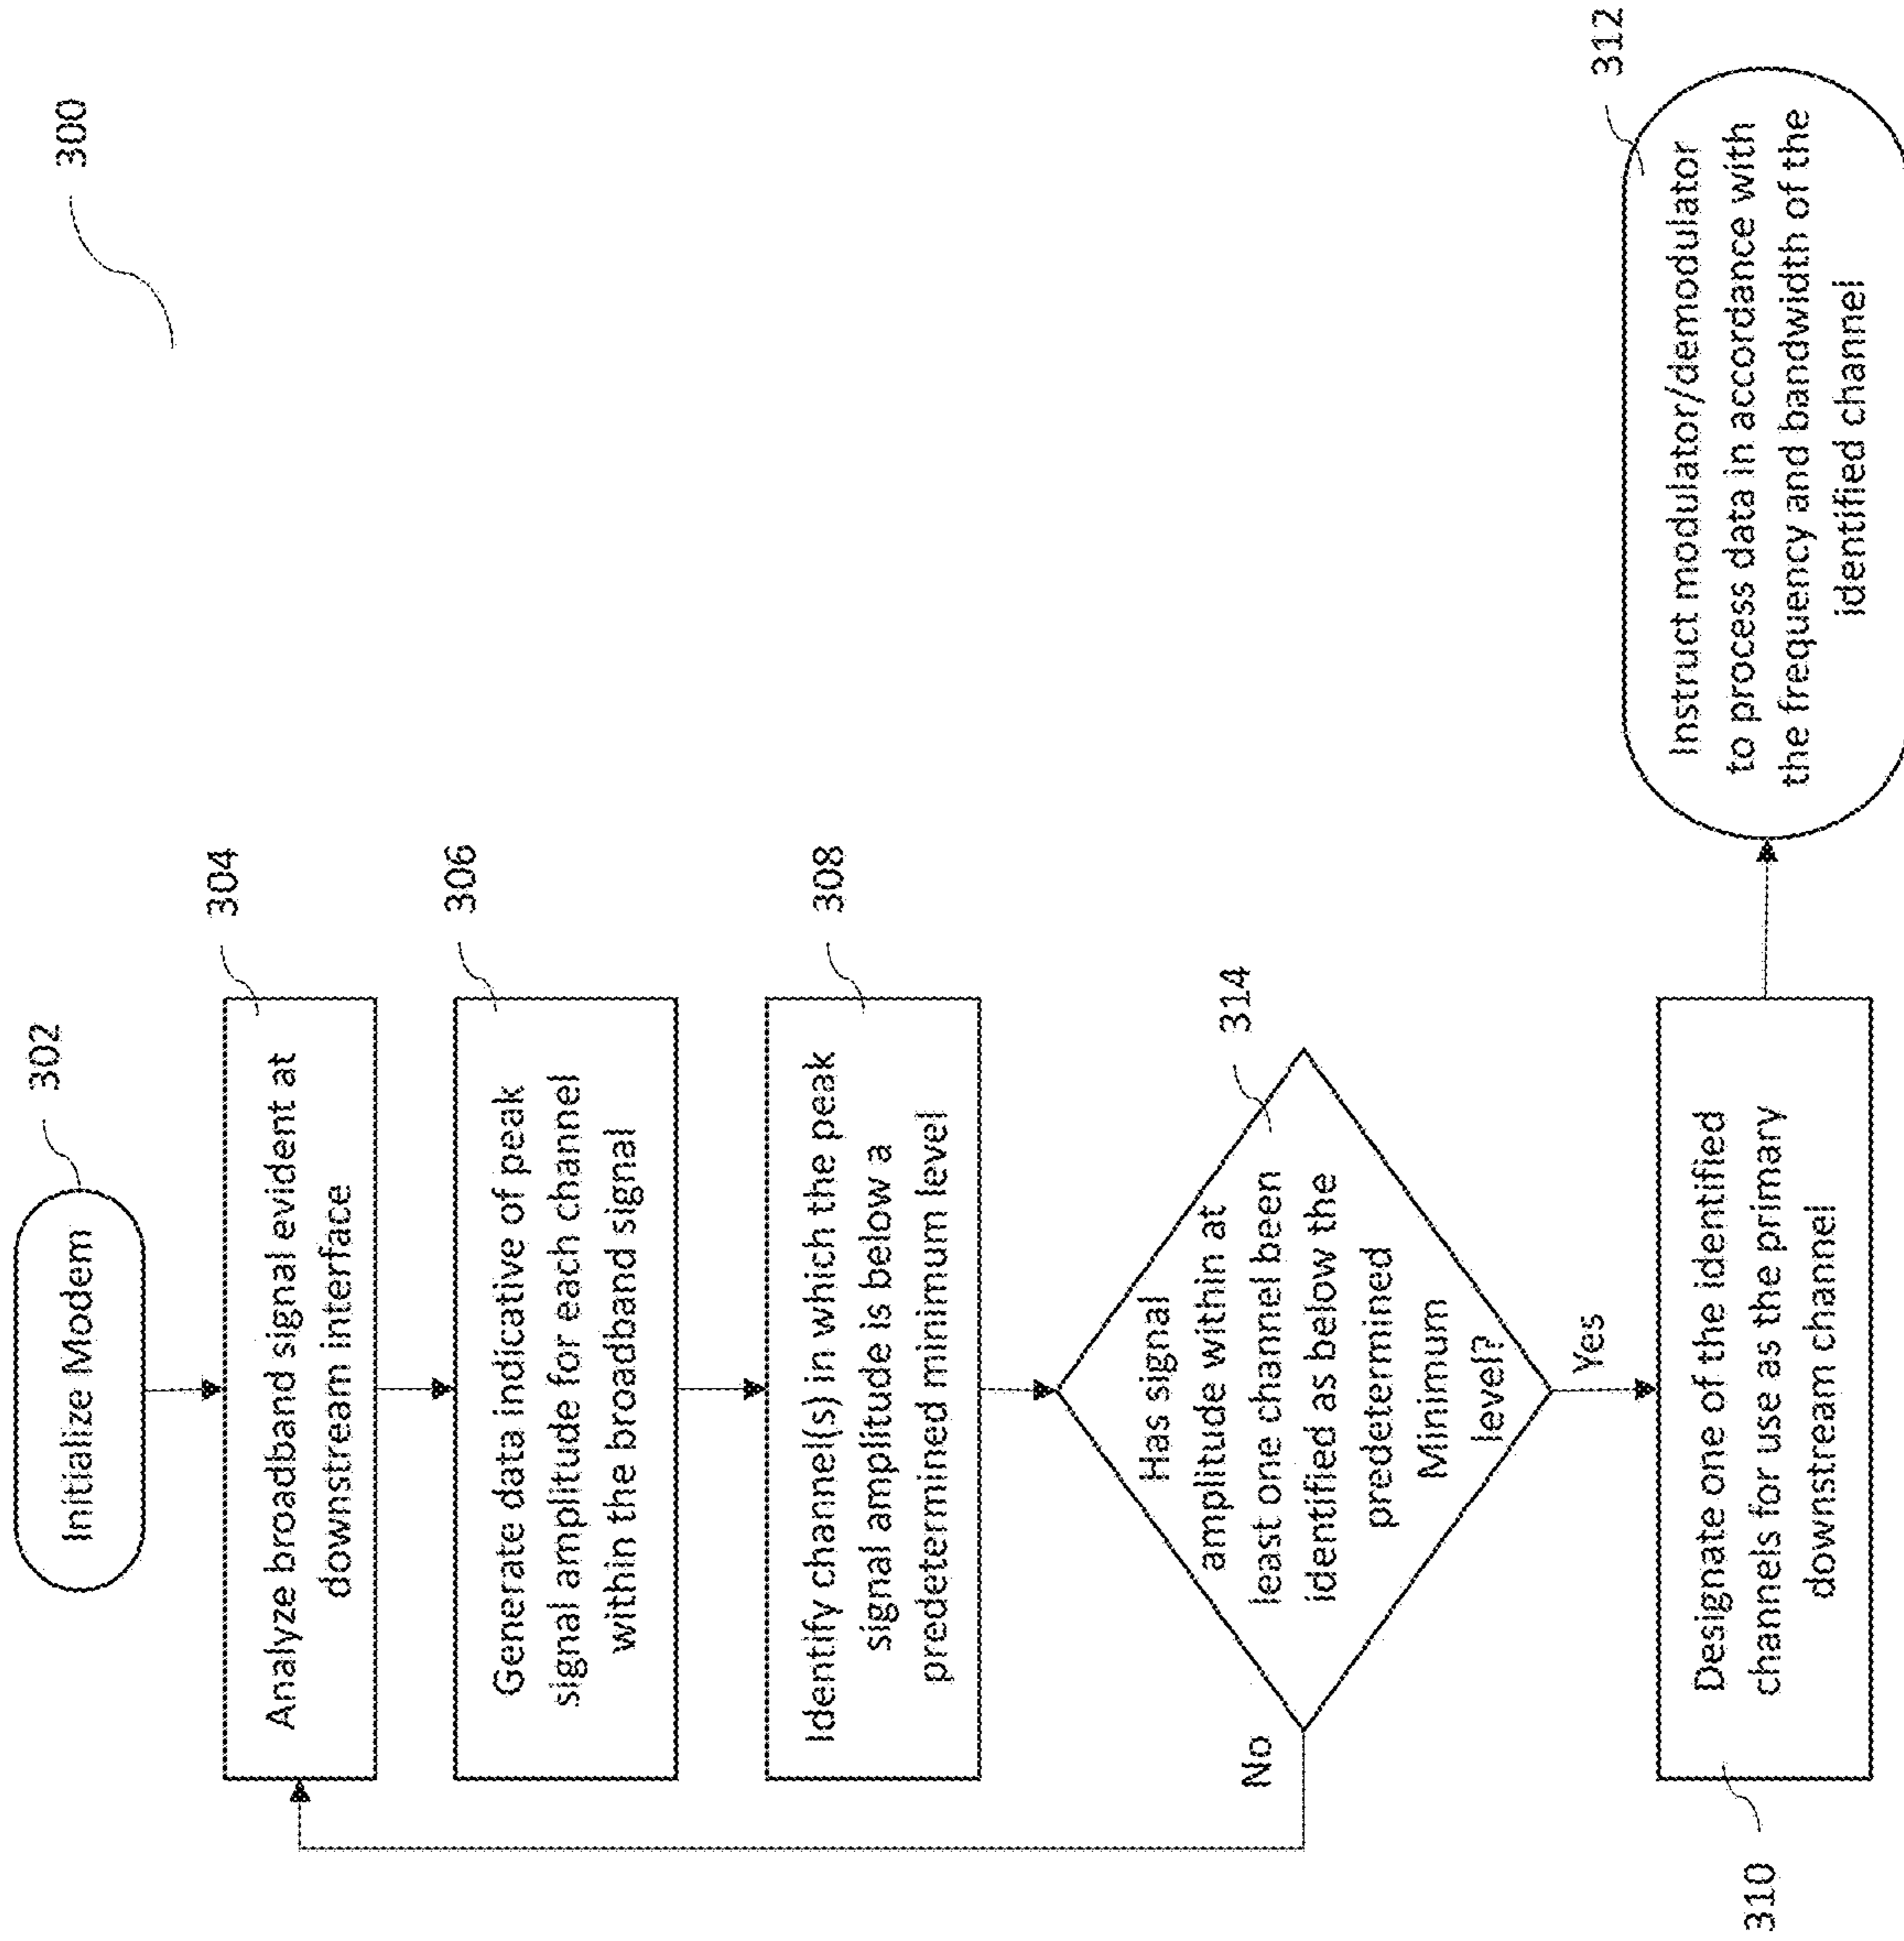 300
302
Initialize Modem
304
Analyze broadband signal evident at
downstream interface
306
Generate data indicative of peak
signal amplitude for each channel
within the broadband signal
308
Identify channel(s) in which the peak
signal amplitude is below a
predetermined minimum level
314
Has signal
amplitude within at
least one channel been
identified as below the
predetermined
Minimum
level?
No
Yes
310
Designate one of the identified
channels for use as the primary
downstream channel
312
Instruct modulator/demodulator
to process data in accordance with
the frequency and bandwidth of the
identified channel